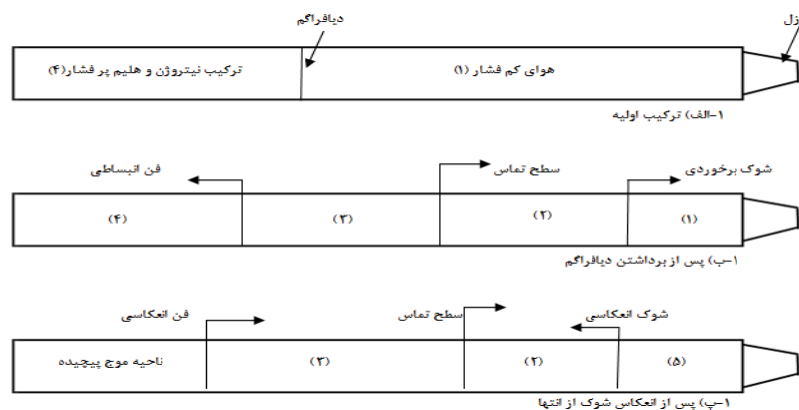 دیافراگم
زل
ترکیب نیتروژن و هلیم پر فشار(۴)
هوای کم فشار (۱)
۱-الف) ترکیب اولیه
شوک برخوردی
سطح تماس
فن انبساطی
(۱)
(۲)
(۳)
(۴)
۱-ب) پس از برداشتن دیافراگم
شوک انعکاسی
سطح تماس
فن انعکاسی
(۵)
(۲)
(۳)
ناحیه موج پیچیده
۱-پ) پس از انعکاس شوک از انتها